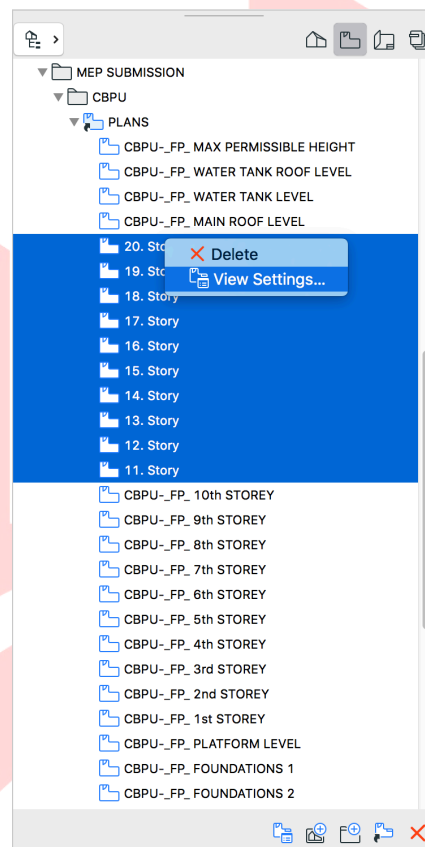 MEP SUBMISSION
CBPU
PLANS
CBPU-_FP_ MAX PERMISSIBLE HEIGHT
CBPU-_FP_ WATER TANK ROOF LEVEL
CBPU-_FP_ WATER TANK LEVEL
CBPU-_FP_ MAIN ROOF LEVEL
20. Sto
Delete
19. Sto
View Settings...
18. Story
17. Story
16. Story
15. Story
14. Story
13. Story
12. Story
11. Story
CBPU-_FP_ 10th STOREY
CBPU-_FP_ 9th STOREY
CBPU-_FP_ 8th STOREY
CBPU-_FP_ 7th STOREY
CBPU-_FP_ 6th STOREY
CBPU-_FP_ 5th STOREY
CBPU-_FP_ 4th STOREY
CBPU-_FP_ 3rd STOREY
CBPU-_FP_ 2nd STOREY
CBPU-_FP_ 1st STOREY
CBPU-_FP_ PLATFORM LEVEL
CBPU-_FP_ FOUNDATIONS 1
CBPU-_FP_ FOUNDATIONS 2